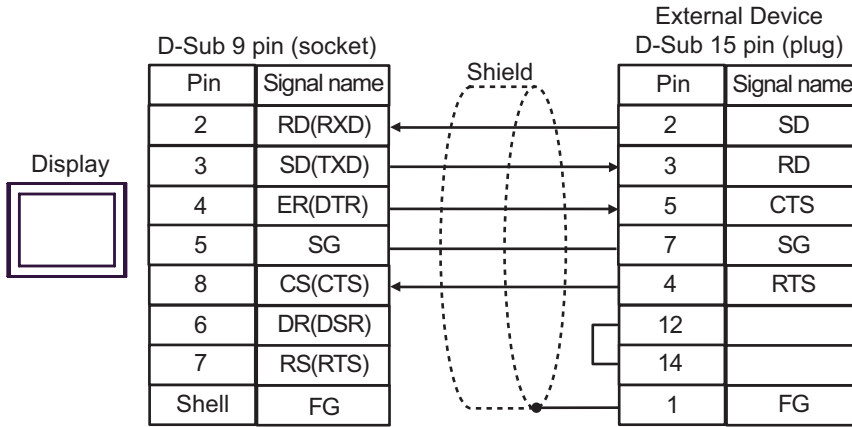 External Device
D-Sub 9 pin (socket) D-Sub 15 pin (plug)
Pin Signal name Shield Pin Signal name
2 RD(RXD) 2 SD
Display 3 SD(TXD) 3 RD
4 ER(DTR) 5 CTS
5 SG 7 SG
8 CS(CTS) 4 RTS
6 DR(DSR) 12
7 RS(RTS) 14
Shell FG 1 FG